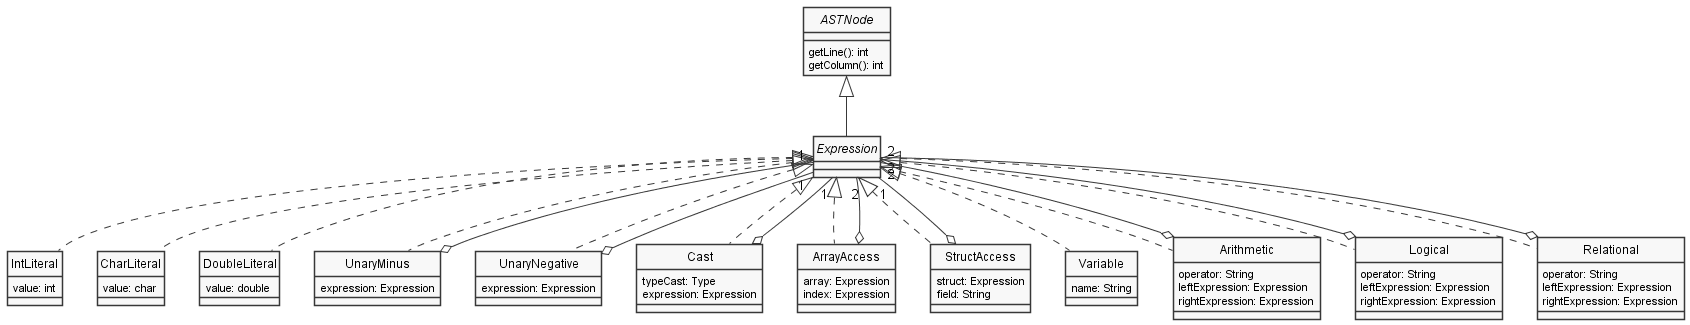 ASTNode
getLine(): int
getColumn(): int
Expression
1
2
2
1
1
2
1
IntLiteral
value: int
CharLiteral
value: char
DoubleLiteral
value: double
UnaryMinus
expression: Expression
UnaryNegative
expression: Expression
Cast
typeCast: Type
expression: Expression
ArrayAccess
array: Expression
index: Expression
StructAccess
struct: Expression
field: String
Variable
name: String
Arithmetic
operator: String
leftExpression: Expression
rightExpression: Expression
Logical
operator: String
leftExpression: Expression
rightExpression: Expression
Relational
operator: String
leftExpression: Expression
rightExpression: Expression